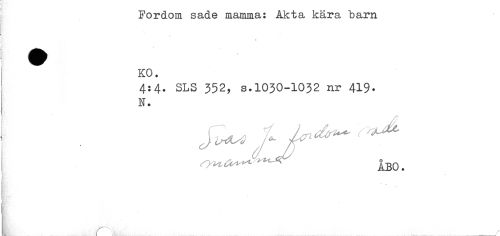 Fordom sade mamma: Akta kära barn
KO.
4:4. SLS 352, s.1030-1032 nr 419.
N.
Svas Ja fordom sade
mamma
ÅBO.